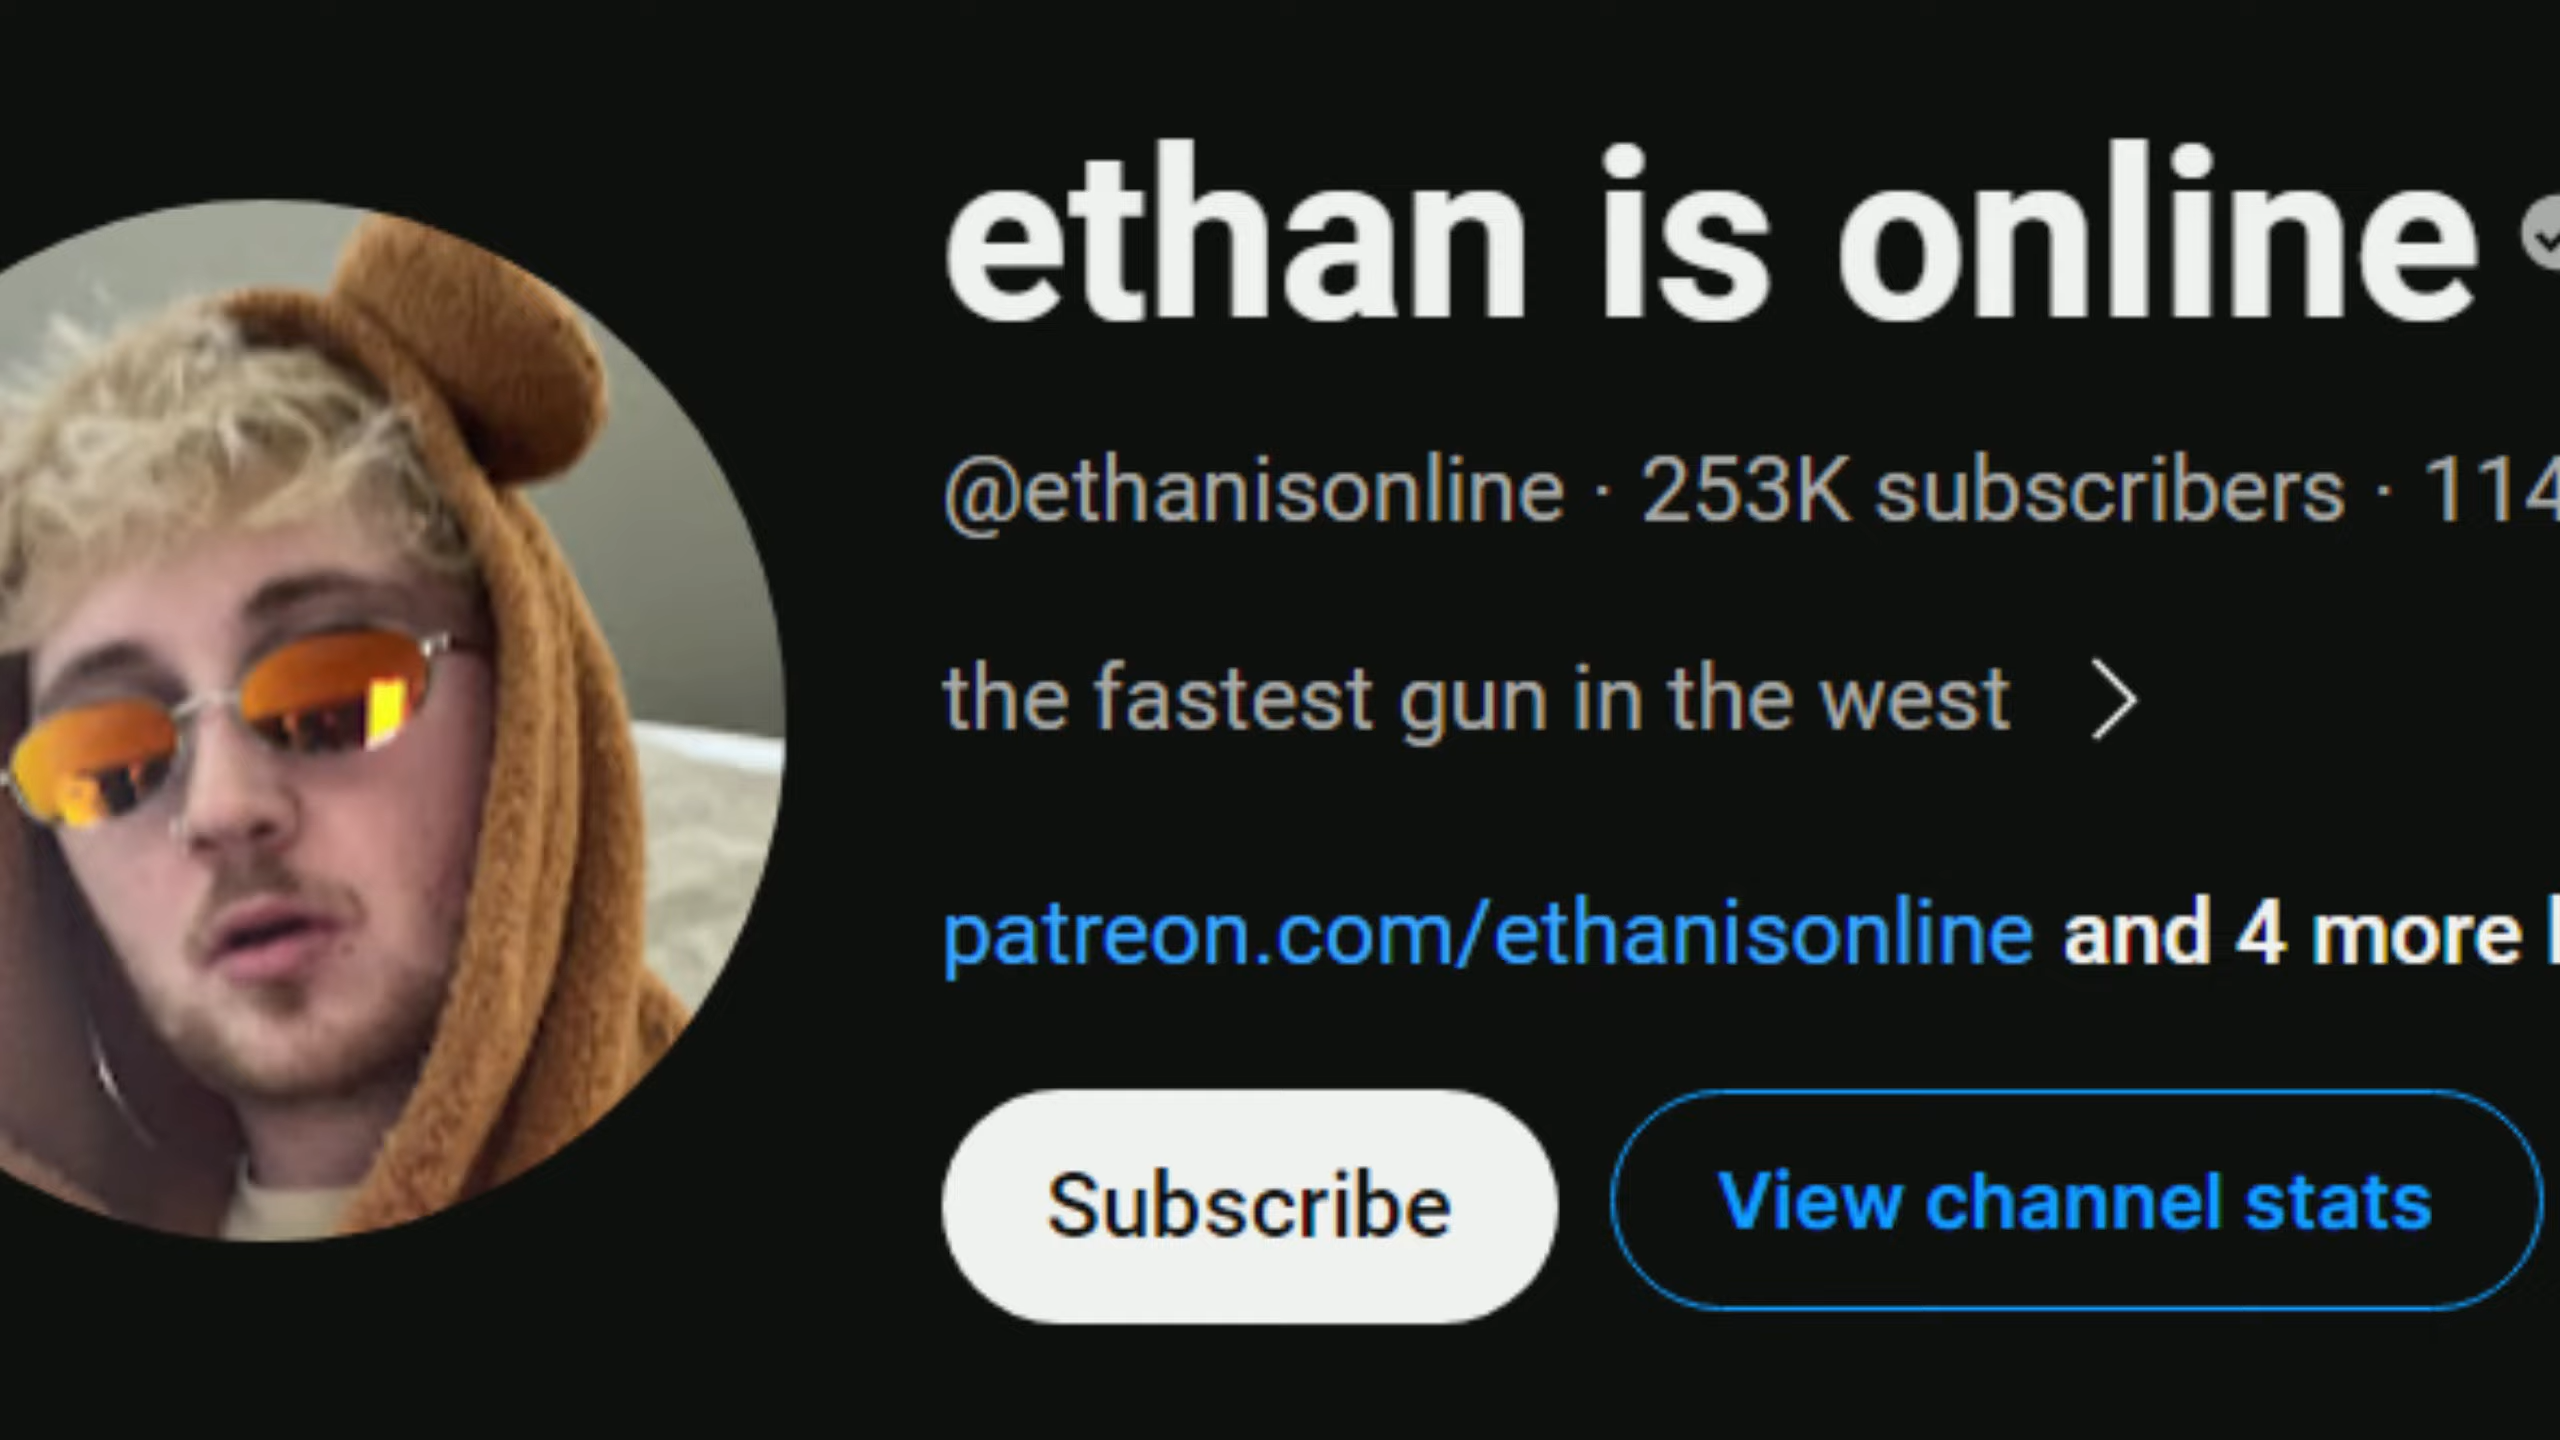 ethan is online
@ethanisonline · 253K subscribers · 114
the fastest gun in the west
patreon.com/ethanisonline and 4 more
Subscribe
View channel stats